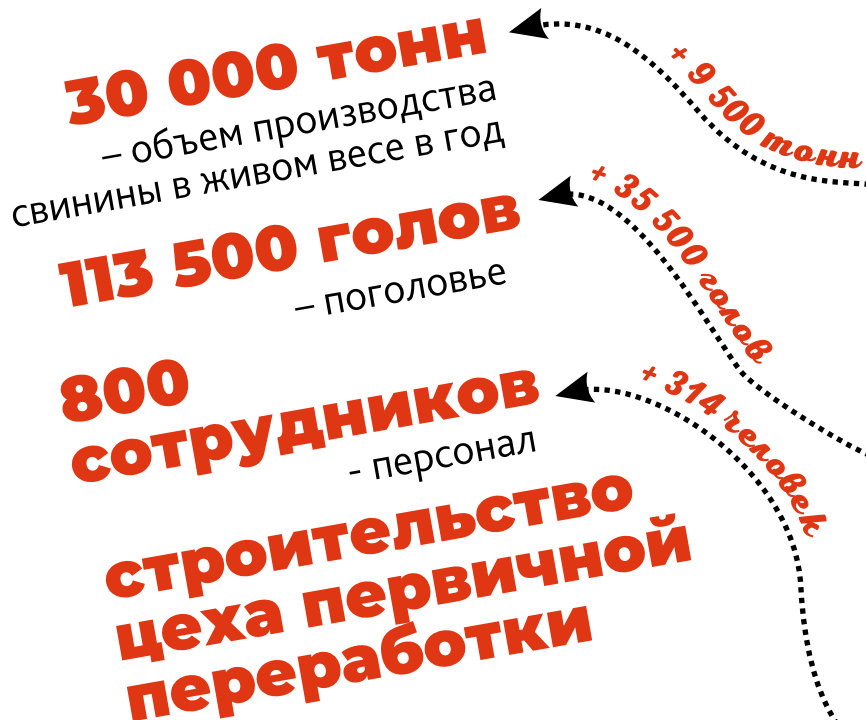 30 000 тонн
– объем производства
свинины в живом весе в год
+ 9 500 тонн
113 500 голов
– поголовье
+ 35 500 голов
800
сотрудников
- персонал
+ 314 человек
строительство
цеха первичной
переработки